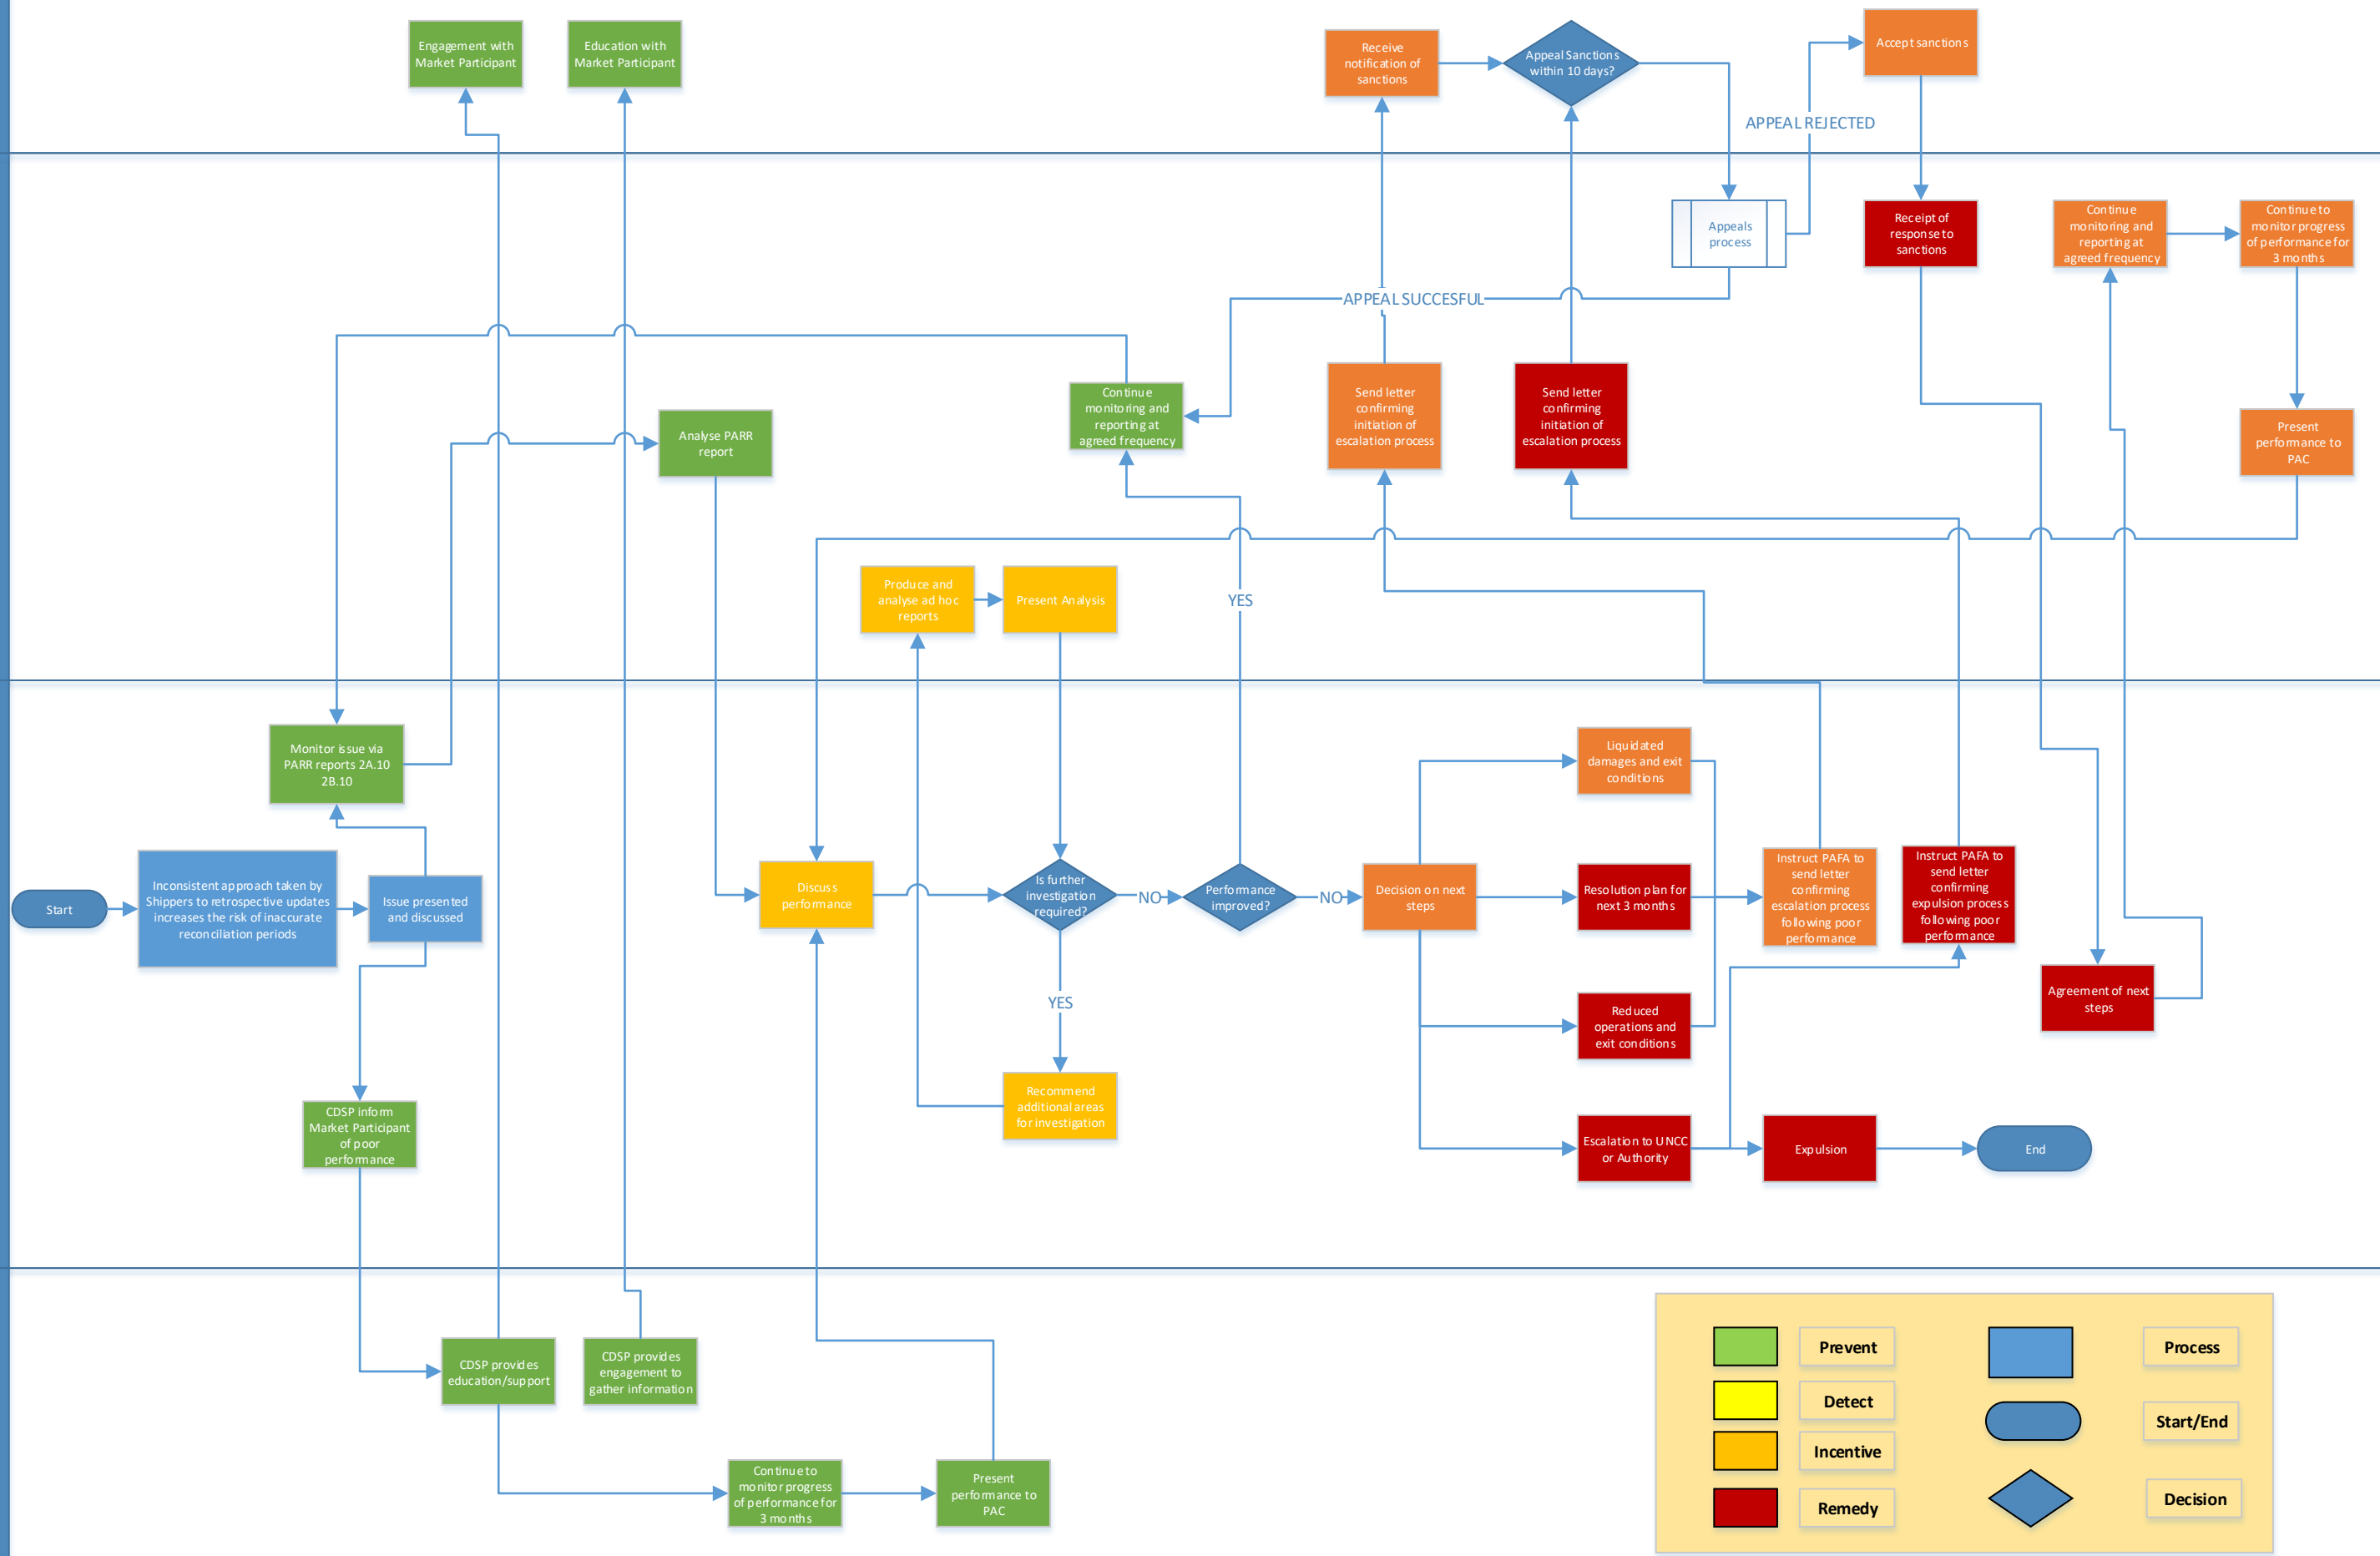 Engagement with
Market Participant
Education with
Market Participant
Receive
notification of
sanctions
Appeal Sanctions
within 10 days?
Accept sanctions
APPEAL REJECTED
Appeals
process
Receipt of
response to
sanctions
Continue
monitoring and
reporting at
agreed frequency
Continue to
monitor progress
of performance for
3 months
APPEAL SUCCESFUL
Continue
monitoring and
reporting at
agreed frequency
Send letter
confirming
initiation of
escalation process
Send letter
confirming
initiation of
escalation process
Analyse PARR
report
Present
performance to
PAC
Produce and
analyse ad hoc
reports
Present Analysis
YES
Monitor issue via
PARR reports 2A.10
2B.10
Liquidated
damages and exit
conditions
Start
Inconsistent approach taken by
Shippers to retrospective updates
increases the risk of inaccurate
reconciliation periods
Issue presented
and discussed
Discuss
performance
Is further
investigation
required?
NO
Performance
improved?
NO
Decision on next
steps
Resolution plan for
next 3 months
Instruct PAFA to
send letter
confirming
escalation process
following poor
performance
Instruct PAFA to
send letter
confirming
expulsion process
following poor
performance
YES
Reduced
operations and
exit conditions
Agreement of next
steps
Recommend
additional areas
for investigation
CDSP inform
Market Participant
of poor
performance
Escalation to UNCC
or Authority
Expulsion
End
CDSP provides
education/support
CDSP provides
engagement to
gather information
Continue to
monitor progress
of performance for
3 months
Present
performance to
PAC
Prevent
Process
Detect
Start/End
Incentive
Remedy
Decision